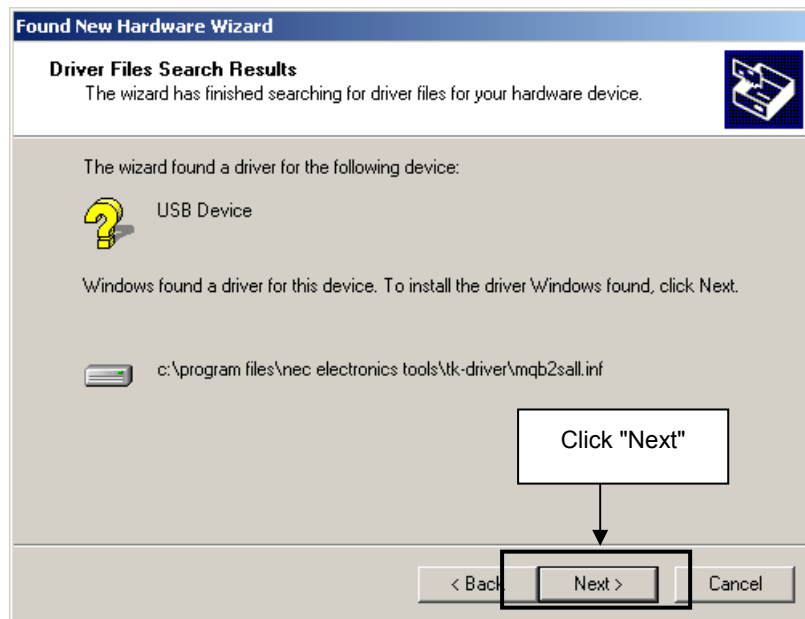 Found New Hardware Wizard
Driver Files Search Results
The wizard has finished searching for driver files for your hardware device.
The wizard found a driver for the following device:
USB Device
Windows found a driver for this device. To install the driver Windows found, click Next.
c:\program files\nec electronics tools\tk-driver\mqb2sall.inf
Click "Next"
< Back
Next >
Cancel